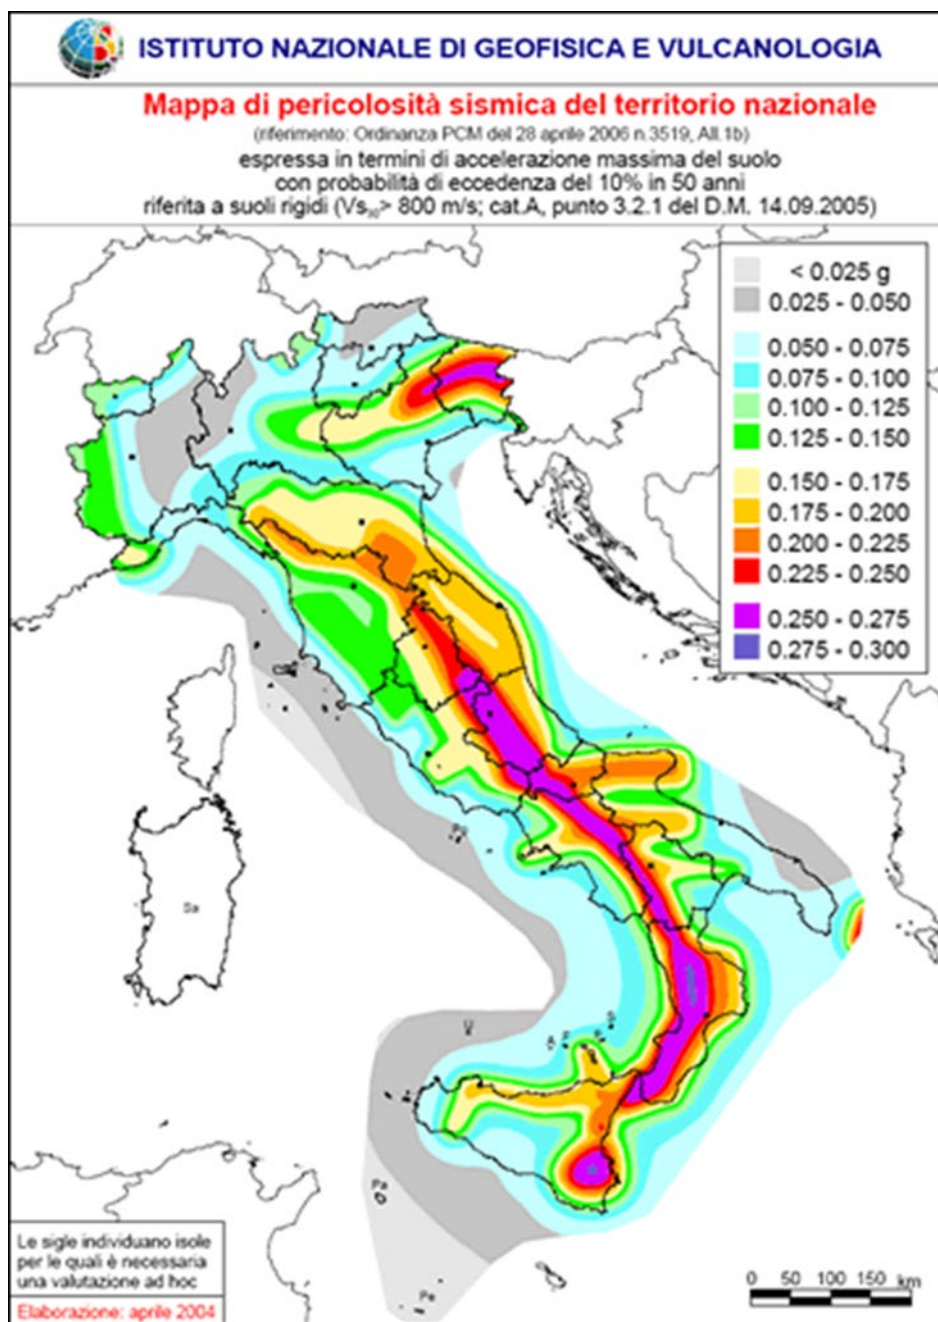 ISTITUTO NAZIONALE DI GEOFISICA E VULCANOLOGIA
Mappa di pericolosità sismica del territorio nazionale
(riferimento: Ordinanza PCM del 28 aprile 2006 n.3519, All.1b)
espressa in termini di accelerazione massima del suolo
con probabilità di eccedenza del 10% in 50 anni
riferita a suoli rigidi (Vs₃₀> 800 m/s; cat.A, punto 3.2.1 del D.M. 14.09.2005)
< 0.025 g
0.025 - 0.050
0.050 - 0.075
0.075 - 0.100
0.100 - 0.125
0.125 - 0.150
0.150 - 0.175
0.175 - 0.200
0.200 - 0.225
0.225 - 0.250
0.250 - 0.275
0.275 - 0.300
Sa
U
A
F
Pa
Pe
Le sigle individuano isole
per le quali è necessaria
una valutazione ad hoc
Elaborazione: aprile 2004
0 50 100 150 km